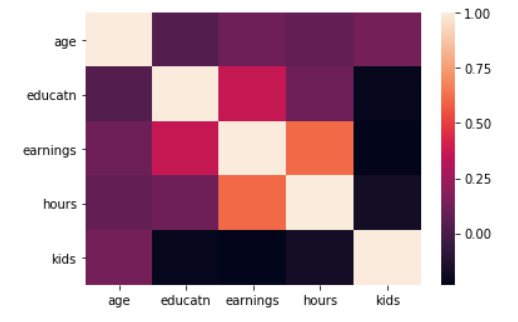 age
educatn
earnings
hours
kids
age educatn earnings hours kids
1.00
0.75
0.50
0.25
0.00